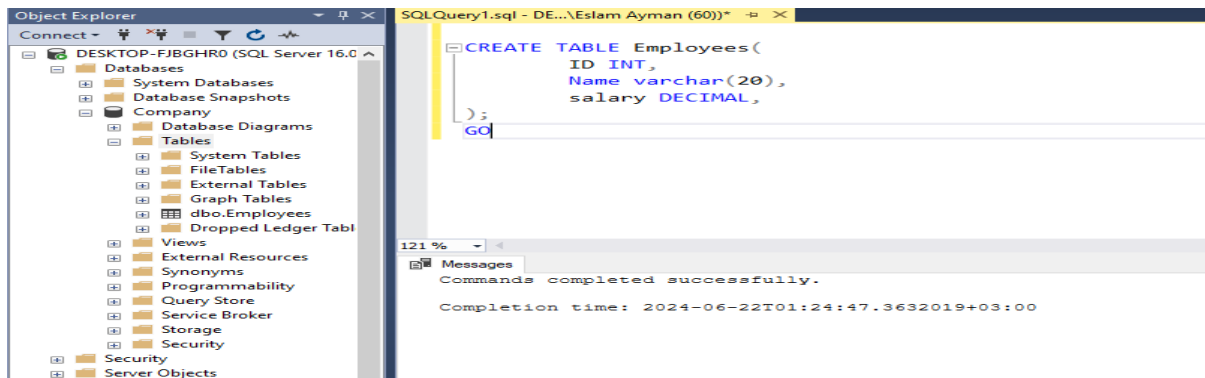 Object Explorer
Connect
DESKTOP-FJBGHR0 (SQL Server 16.0
Databases
System Databases
Database Snapshots
Company
Database Diagrams
Tables
System Tables
FileTables
External Tables
Graph Tables
dbo.Employees
Dropped Ledger Tabl
Views
External Resources
Synonyms
Programmability
Query Store
Service Broker
Storage
Security
Security
Server Objects
SQLQuery1.sql - DE...\Eslam Ayman (60))*
CREATE TABLE Employees(
ID INT,
Name varchar(20),
salary DECIMAL,
);
GO
121 %
Messages
Commands completed successfully.
Completion time: 2024-06-22T01:24:47.3632019+03:00